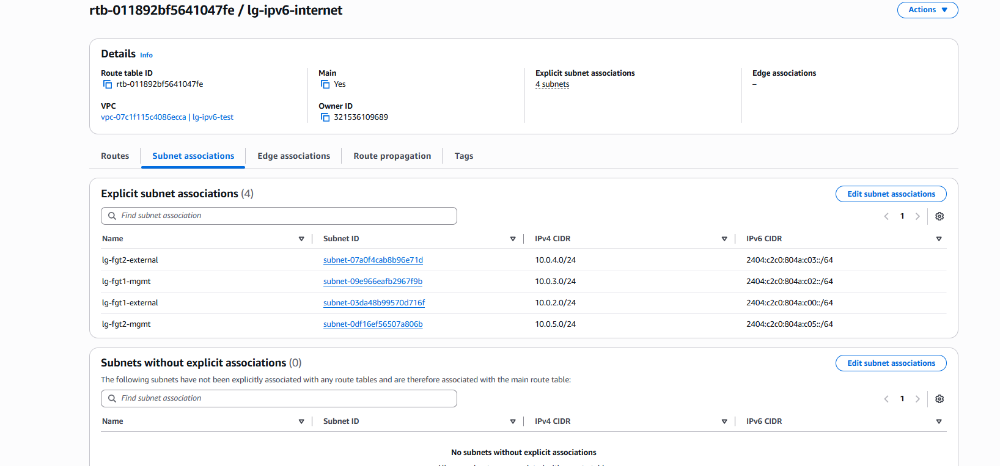 rtb-011892bf5641047fe / lg-ipv6-internet
Actions
Details Info
Route table ID
rtb-011892bf5641047fe
Main
Yes
Explicit subnet associations
4 subnets
Edge associations
–
VPC
vpc-07c1f115c4086ecca | lg-ipv6-test
Owner ID
321536109689
Routes Subnet associations Edge associations Route propagation Tags
Explicit subnet associations (4)
Edit subnet associations
Find subnet association
1
Name Subnet ID IPv4 CIDR IPv6 CIDR
lg-fgt2-external subnet-07a0f4cab8b96e71d 10.0.4.0/24 2404:c2c0:804a:c03::/64
lg-fgt1-mgmt subnet-09e966eafb2967f9b 10.0.3.0/24 2404:c2c0:804a:c02::/64
lg-fgt1-external subnet-03da48b99570d716f 10.0.2.0/24 2404:c2c0:804a:c00::/64
lg-fgt2-mgmt subnet-0df16ef56507a806b 10.0.5.0/24 2404:c2c0:804a:c05::/64
Subnets without explicit associations (0)
Edit subnet associations
The following subnets have not been explicitly associated with any route tables and are therefore associated with the main route table:
Find subnet association
1
Name Subnet ID IPv4 CIDR IPv6 CIDR
No subnets without explicit associations